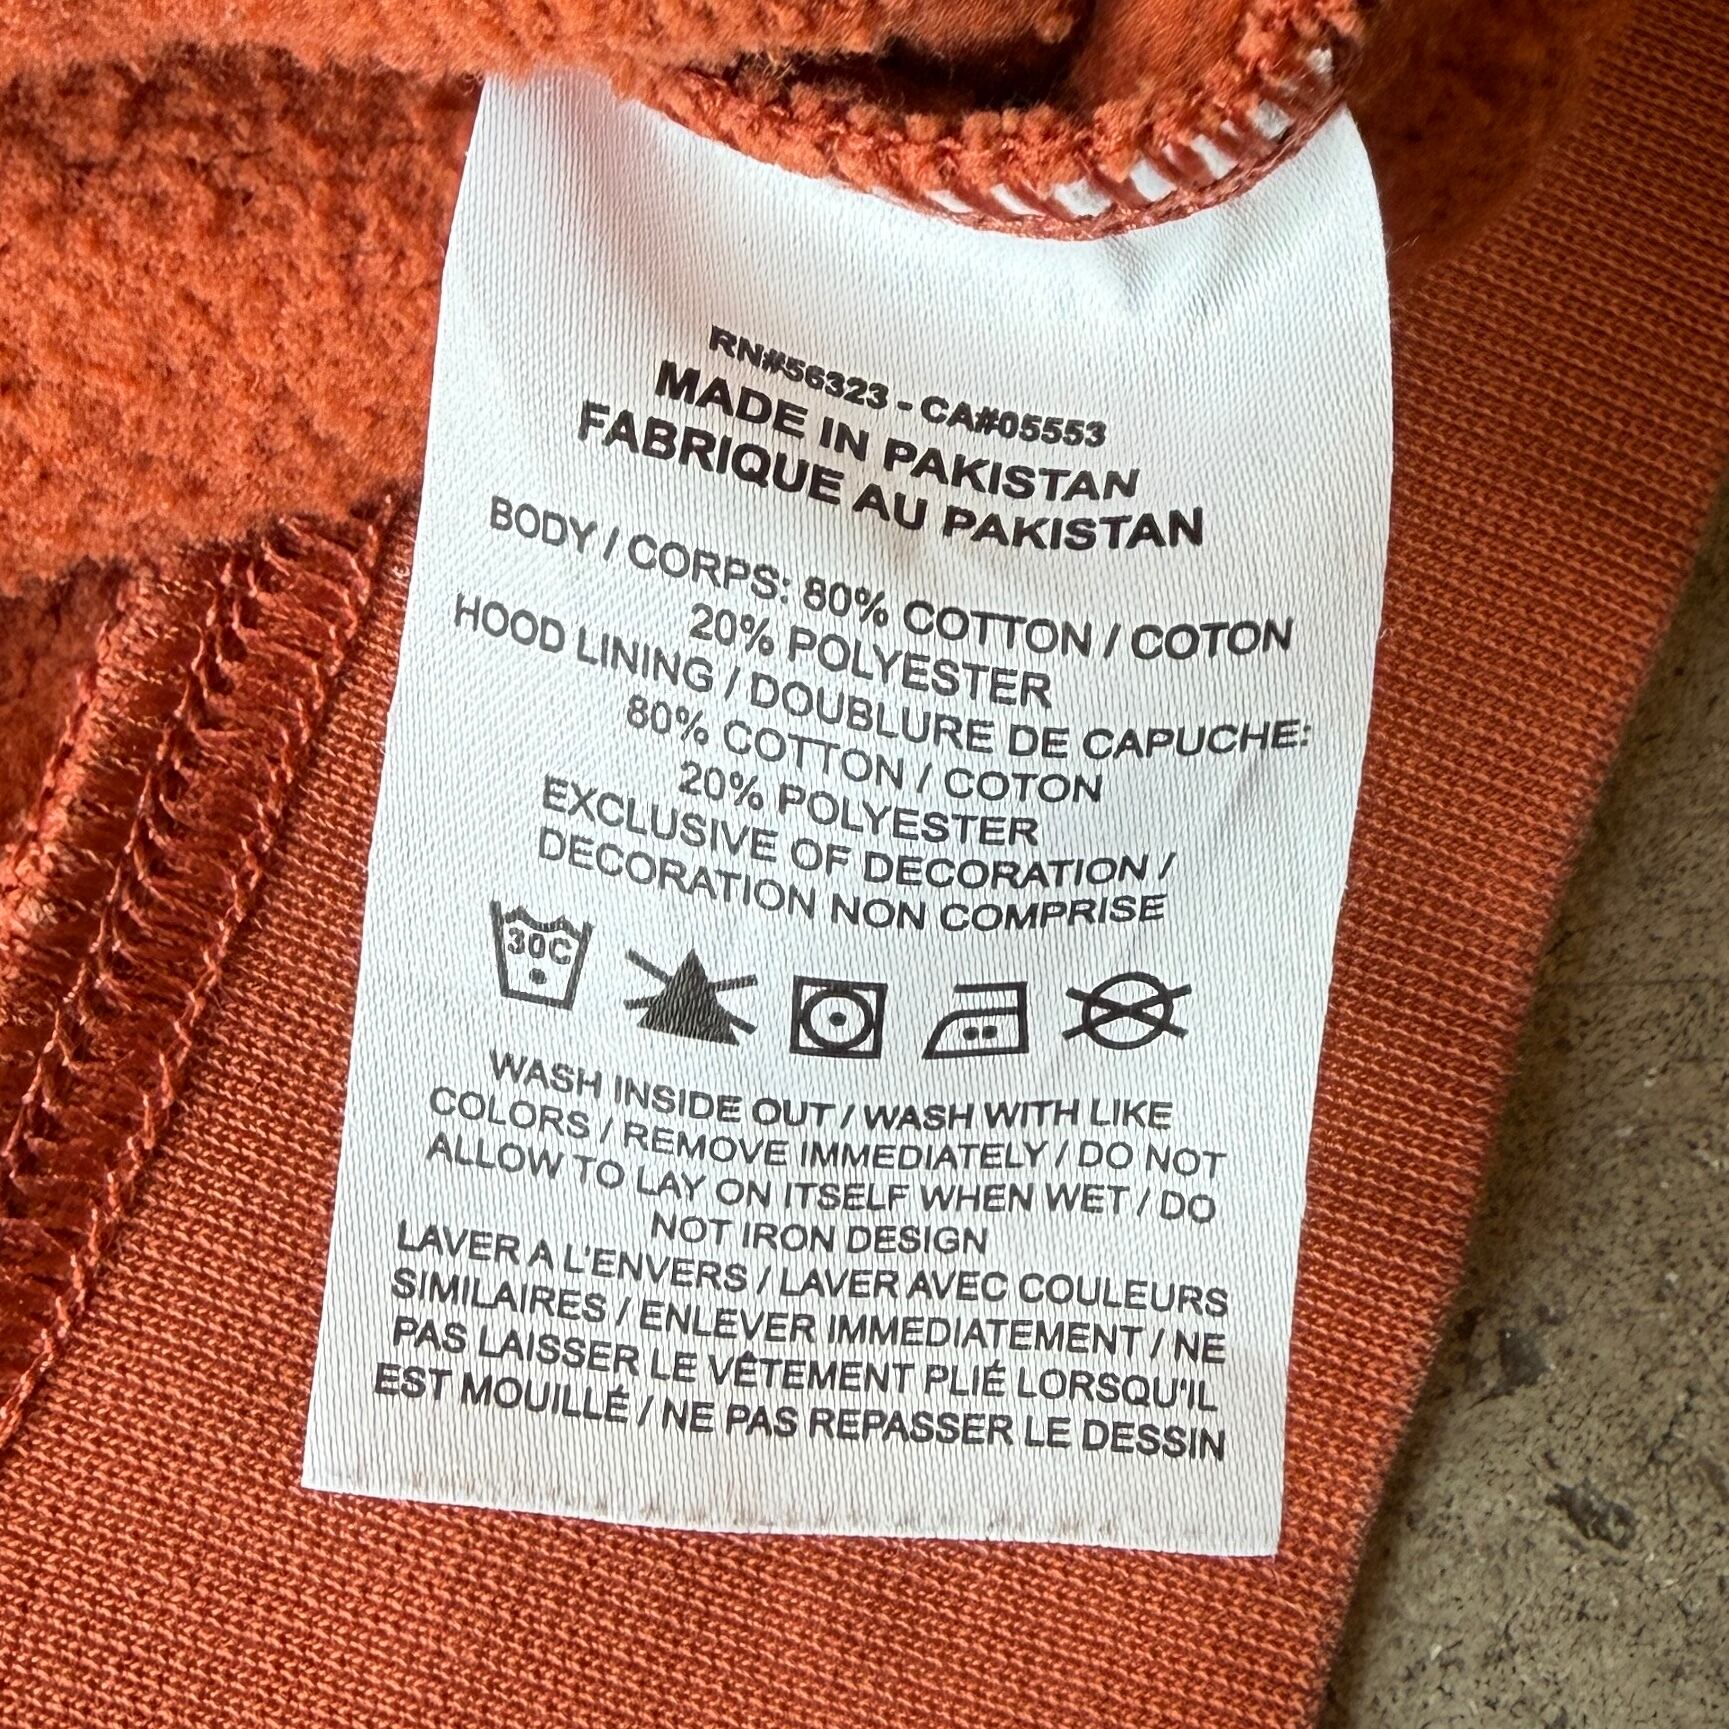 RN#56323 - CA#05553
MADE IN PAKISTAN
FABRIQUE AU PAKISTAN
BODY / CORPS: 80% COTTON / COTON
20% POLYESTER
HOOD LINING / DOUBLURE DE CAPUCHE:
80% COTTON / COTON
20% POLYESTER
EXCLUSIVE OF DECORATION /
DECORATION NON COMPRISE
30C
WASH INSIDE OUT / WASH WITH LIKE
COLORS / REMOVE IMMEDIATELY / DO NOT
ALLOW TO LAY ON ITSELF WHEN WET / DO
NOT IRON DESIGN
LAVER A L'ENVERS / LAVER AVEC COULEURS
SIMILAIRES / ENLEVER IMMEDIATEMENT / NE
PAS LAISSER LE VÊTEMENT PLIÉ LORSQU'IL
EST MOUILLÉ / NE PAS REPASSER LE DESSIN